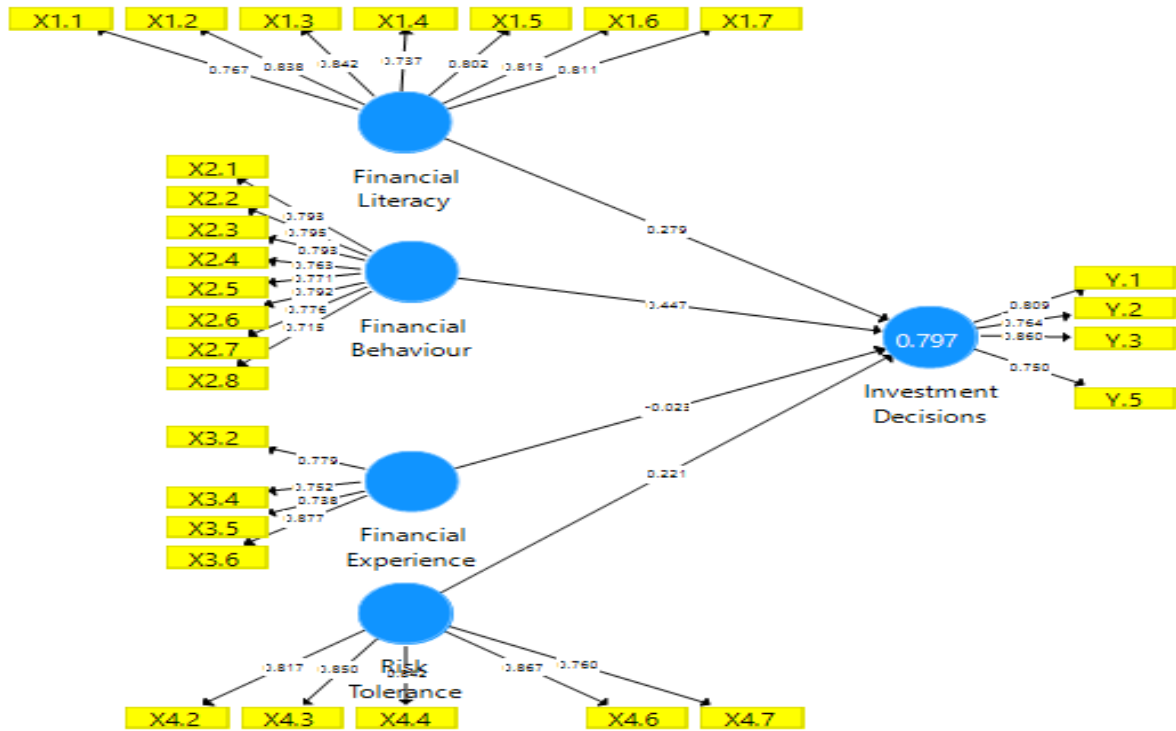 X1.1 X1.2 X1.3 X1.4 X1.5 X1.6 X1.7
0.767 0.838 0.842 0.737 0.802 0.813 0.811
Financial
Literacy
X2.1
X2.2
X2.3
X2.4
X2.5
X2.6
X2.7
X2.8
0.793
0.795
0.793
0.763
0.771
0.792
0.776
0.715
Financial
Behaviour
X3.2
X3.4
X3.5
X3.6
0.779
0.752
0.738
0.877
Financial
Experience
0.279
0.447
-0.023
0.221
0.797
Investment
Decisions
Y.1
Y.2
Y.3
Y.5
0.809
0.764
0.860
0.750
Risk
Tolerance
0.817 0.850 0.842 0.867 0.760
X4.2 X4.3 X4.4 X4.6 X4.7